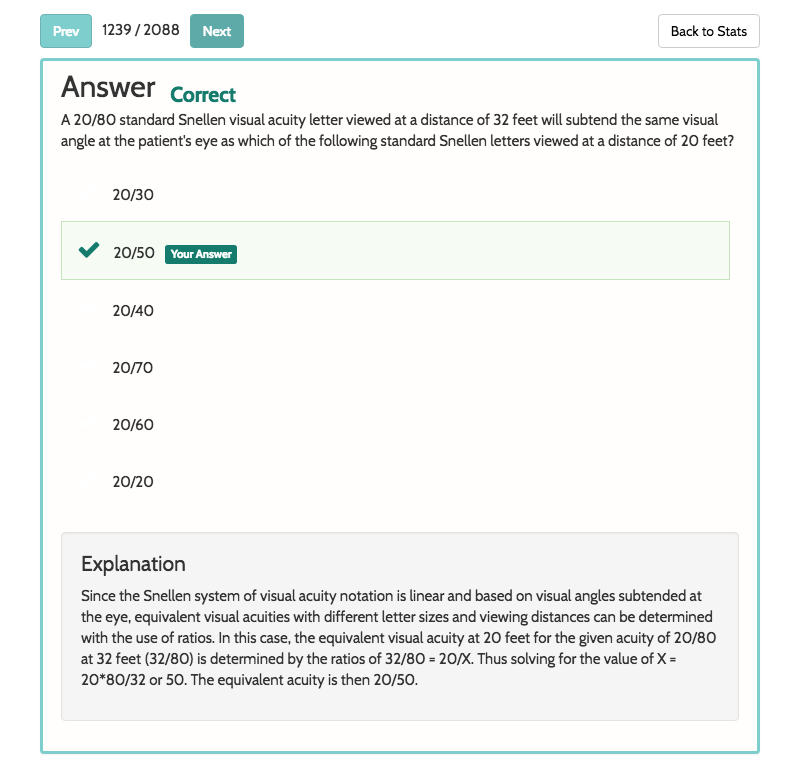 Prev 1239 / 2088 Next Back to Stats
Answer Correct
A 20/80 standard Snellen visual acuity letter viewed at a distance of 32 feet will subtend the same visual
angle at the patient's eye as which of the following standard Snellen letters viewed at a distance of 20 feet?
20/30
20/50 Your Answer
20/40
20/70
20/60
20/20
Explanation
Since the Snellen system of visual acuity notation is linear and based on visual angles subtended at
the eye, equivalent visual acuities with different letter sizes and viewing distances can be determined
with the use of ratios. In this case, the equivalent visual acuity at 20 feet for the given acuity of 20/80
at 32 feet (32/80) is determined by the ratios of 32/80 = 20/X. Thus solving for the value of X =
20*80/32 or 50. The equivalent acuity is then 20/50.